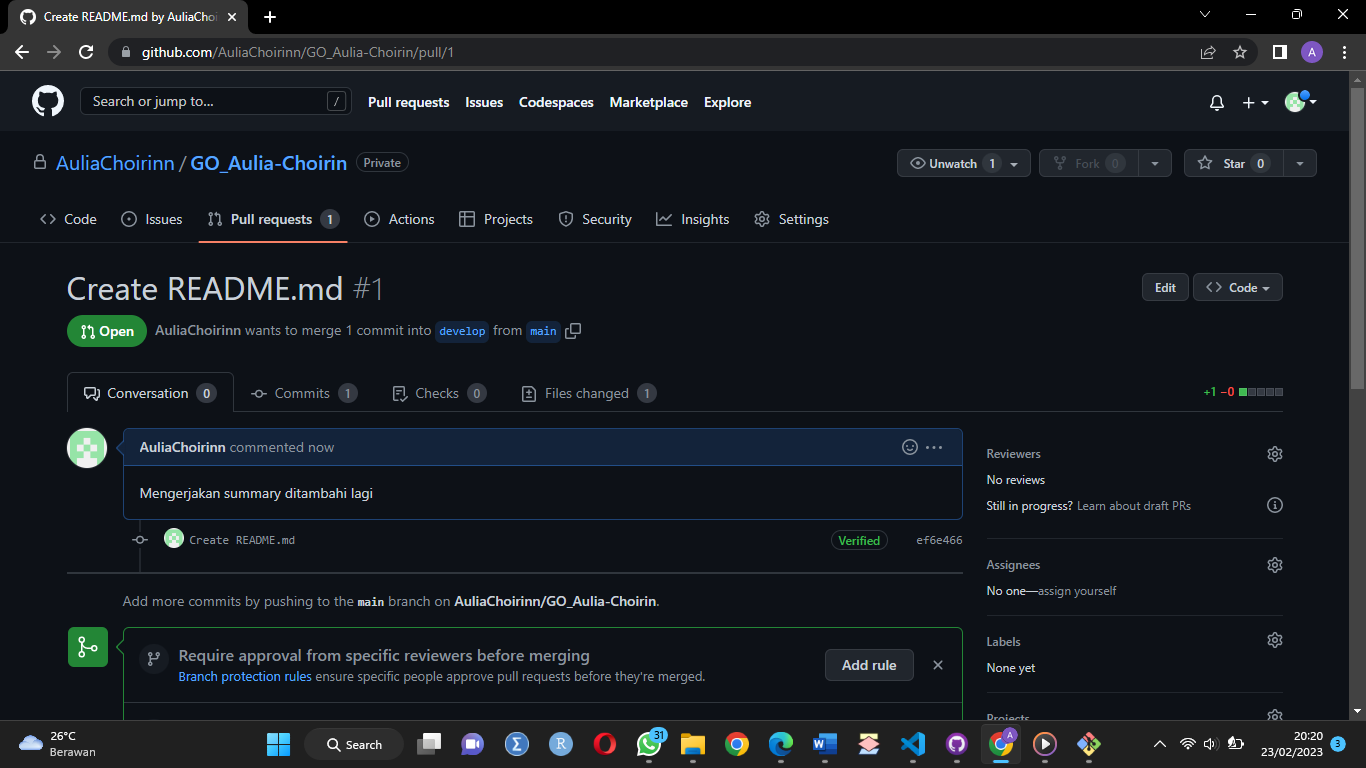 Create README.md by AuliaChoi
github.com/AuliaChoirinn/GO_Aulia-Choirin/pull/1
A
Search or jump to...
/
Pull requests Issues Codespaces Marketplace Explore
AuliaChoirinn / GO_Aulia-Choirin Private
Unwatch 1 Fork 0 Star 0
Code Issues Pull requests 1 Actions Projects Security Insights Settings
Create README.md #1
Edit Code
Open AuliaChoirinn wants to merge 1 commit into develop from main
Conversation 0 Commits 1 Checks 0 Files changed 1 +1 −0
AuliaChoirinn commented now
Mengerjakan summary ditambahi lagi
Create README.md Verified ef6e466
Add more commits by pushing to the main branch on AuliaChoirinn/GO_Aulia-Choirin.
Require approval from specific reviewers before merging
Branch protection rules ensure specific people approve pull requests before they're merged.
Add rule
Reviewers
No reviews
Still in progress? Learn about draft PRs
Assignees
No one—assign yourself
Labels
None yet
Projects
26°C
Berawan
Search
Σ
R
31
W
A
20:20
23/02/2023
3